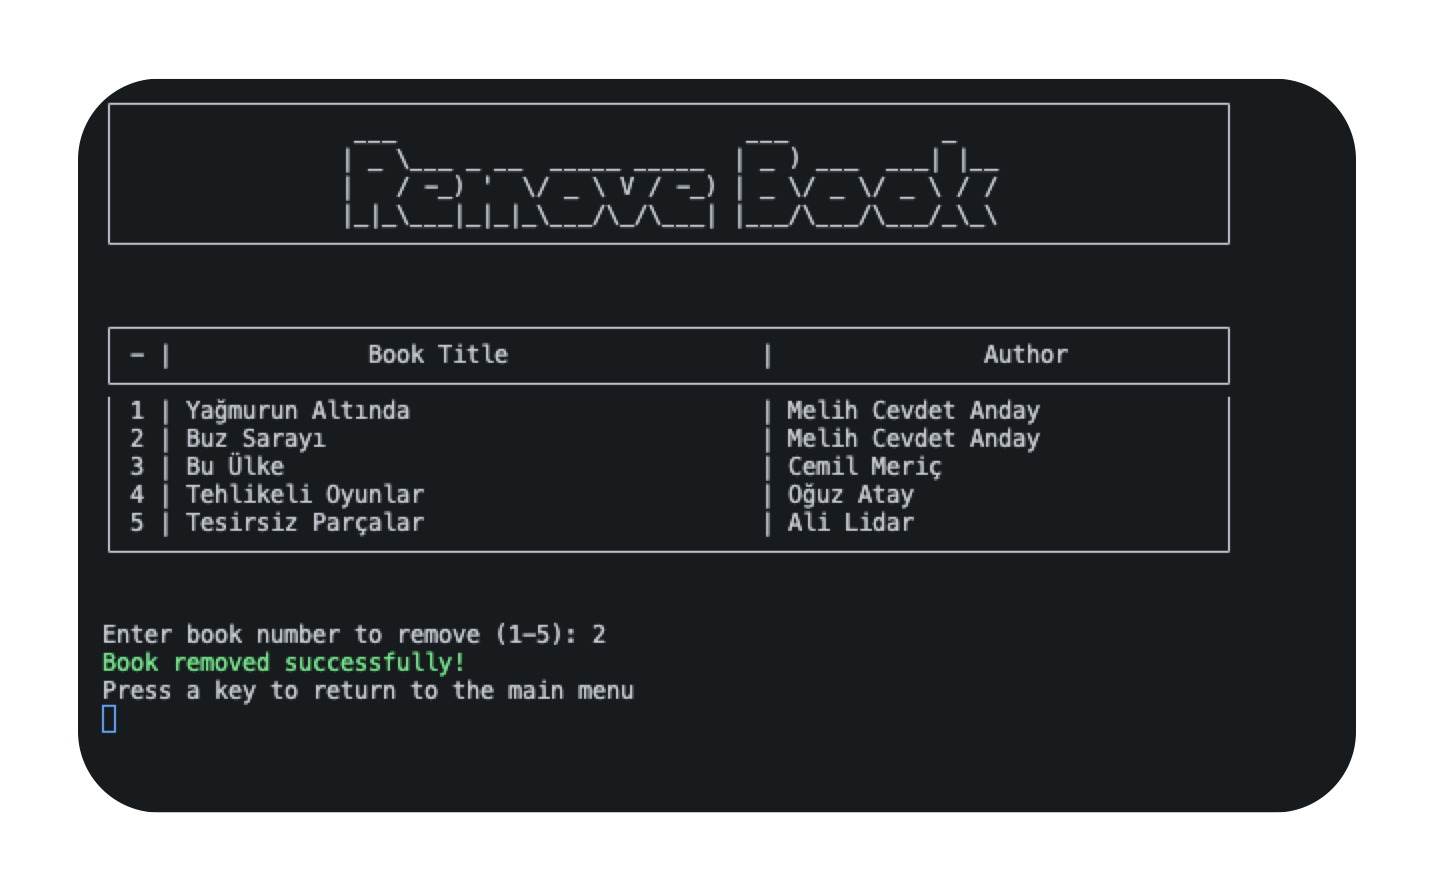 Remove Book
- | Book Title | Author
1 | Yağmurun Altında | Melih Cevdet Anday
2 | Buz Sarayı | Melih Cevdet Anday
3 | Bu Ülke | Cemil Meriç
4 | Tehlikeli Oyunlar | Oğuz Atay
5 | Tesirsiz Parçalar | Ali Lidar
Enter book number to remove (1-5): 2
Book removed successfully!
Press a key to return to the main menu